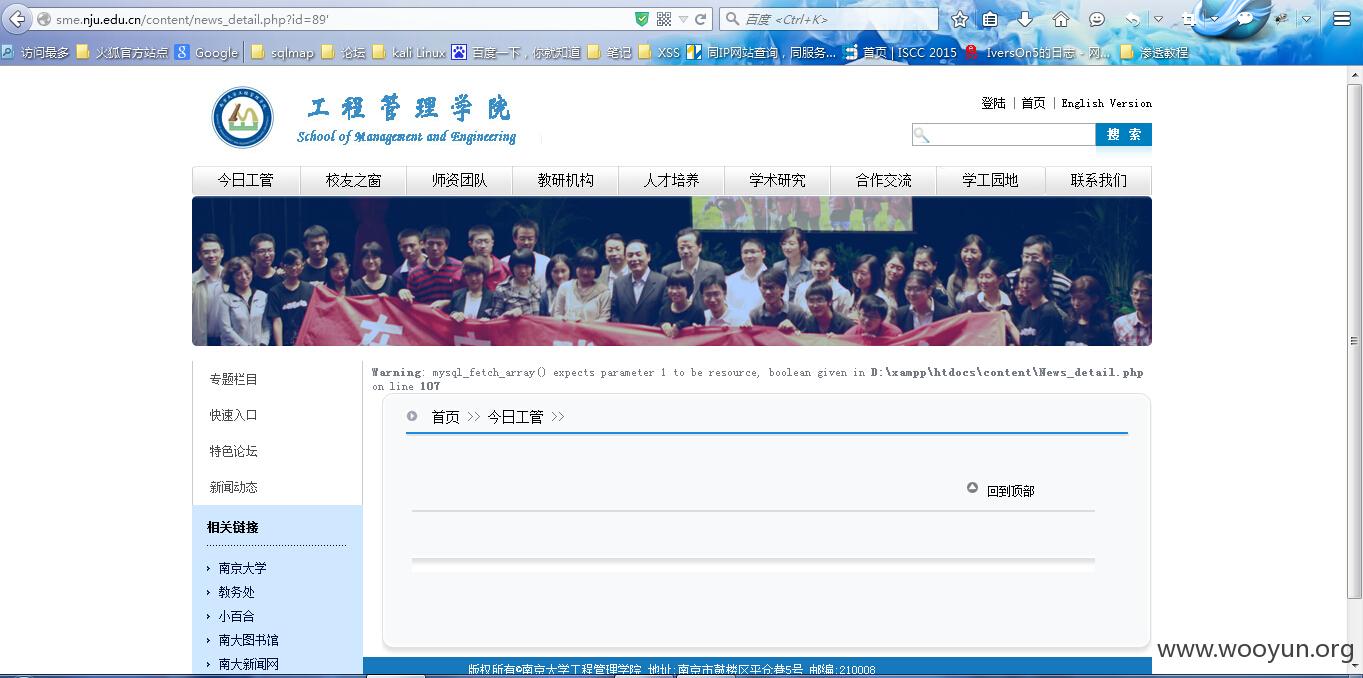 sme.nju.edu.cn/content/news_detail.php?id=89'
百度 <Ctrl+K>
访问最多 火狐官方站点 Google sqlmap 论坛 kali Linux 百度一下，你就知道 笔记 XSS 同IP网站查询，同服务... 首页 | ISCC 2015 IversOn5的日志 - 网... 渗透教程
工程管理学院
School of Management and Engineering
登陆 | 首页 | English Version
搜 索
今日工管 校友之窗 师资团队 教研机构 人才培养 学术研究 合作交流 学工园地 联系我们
专题栏目
快速入口
特色论坛
新闻动态
相关链接
南京大学
教务处
小百合
南大图书馆
南大新闻网
Warning: mysql_fetch_array() expects parameter 1 to be resource, boolean given in D:\xampp\htdocs\content\News_detail.php
on line 107
首页 >> 今日工管 >>
回到顶部
版权所有©南京大学工程管理学院 地址:南京市鼓楼区平仓巷5号 邮编:210008
www.wooyun.org